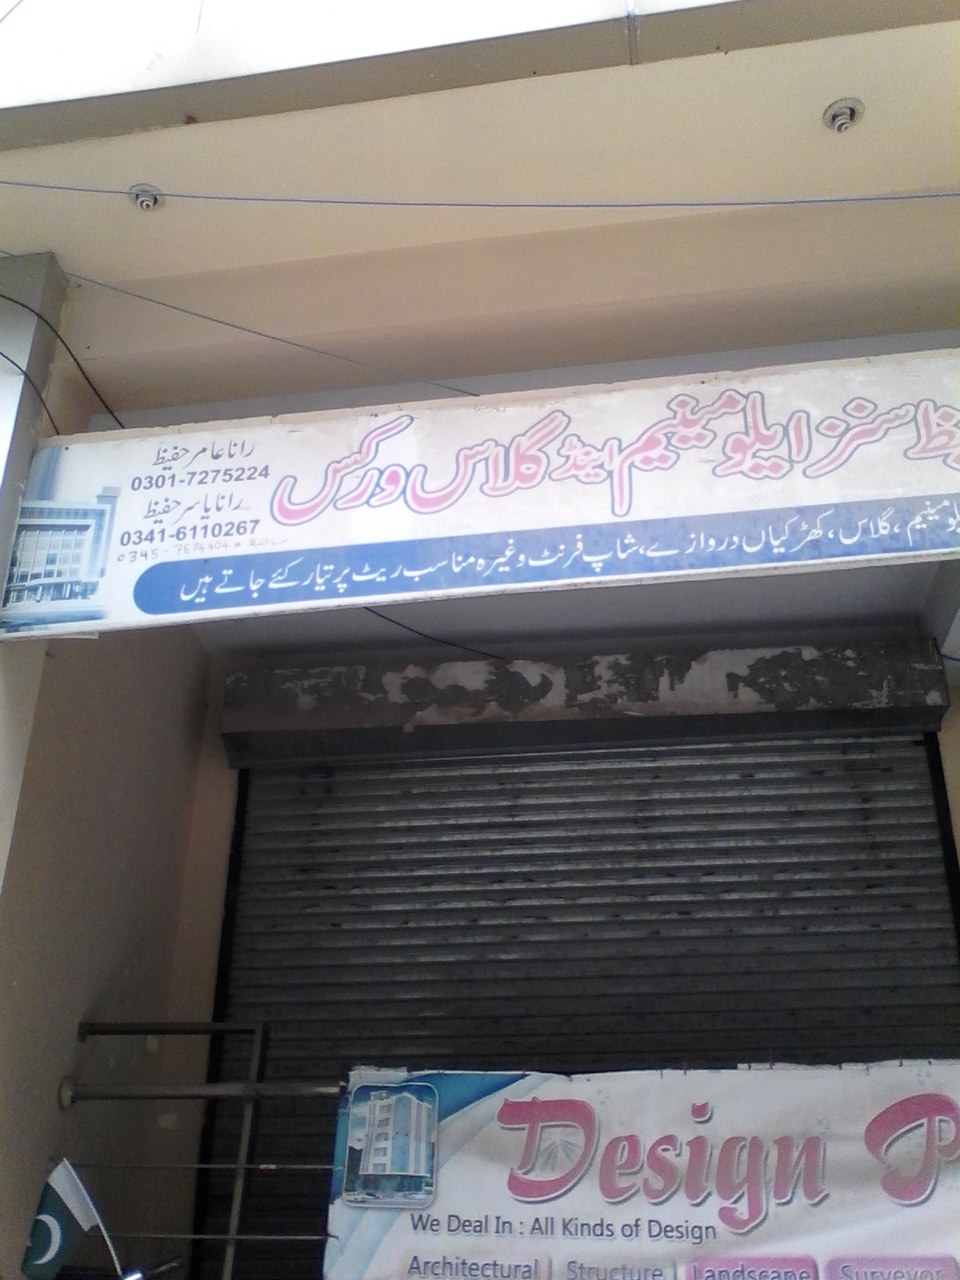 سنز ایلومینیم اینڈ گلاس ورکس
رانا عامر حفیظ
0301-7275224
رانا یاسر حفیظ
0341-6110267
0345-7674404
گلاس، کھڑکیاں دروازے، شاپ فرنٹ وغیرہ مناسب ریٹ پر تیار کئے جاتے ہیں
Design P
We Deal In : All Kinds of Design
Architectural | Structure | Landscape | Surveyor